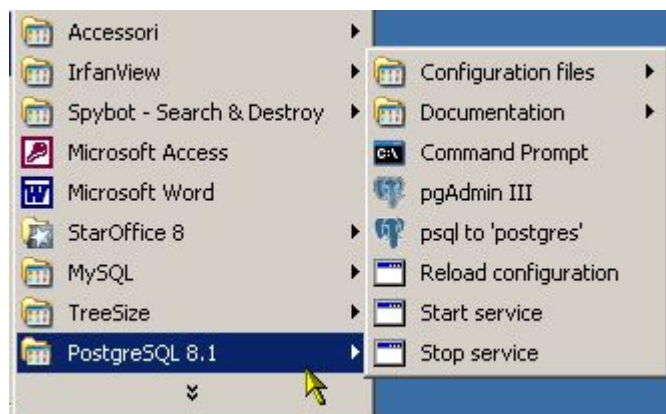 Accessori
IrfanView
Spybot - Search & Destroy
Microsoft Access
Microsoft Word
StarOffice 8
MySQL
TreeSize
PostgreSQL 8.1
Configuration files
Documentation
Command Prompt
pgAdmin III
psql to 'postgres'
Reload configuration
Start service
Stop service